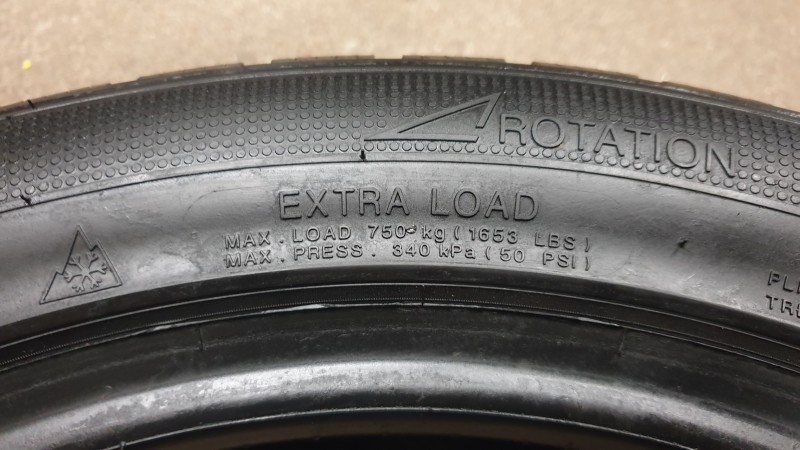 ROTATION
EXTRA LOAD
MAX. LOAD 750 kg (1653 LBS)
MAX. PRESS. 340 kPa (50 PSI)